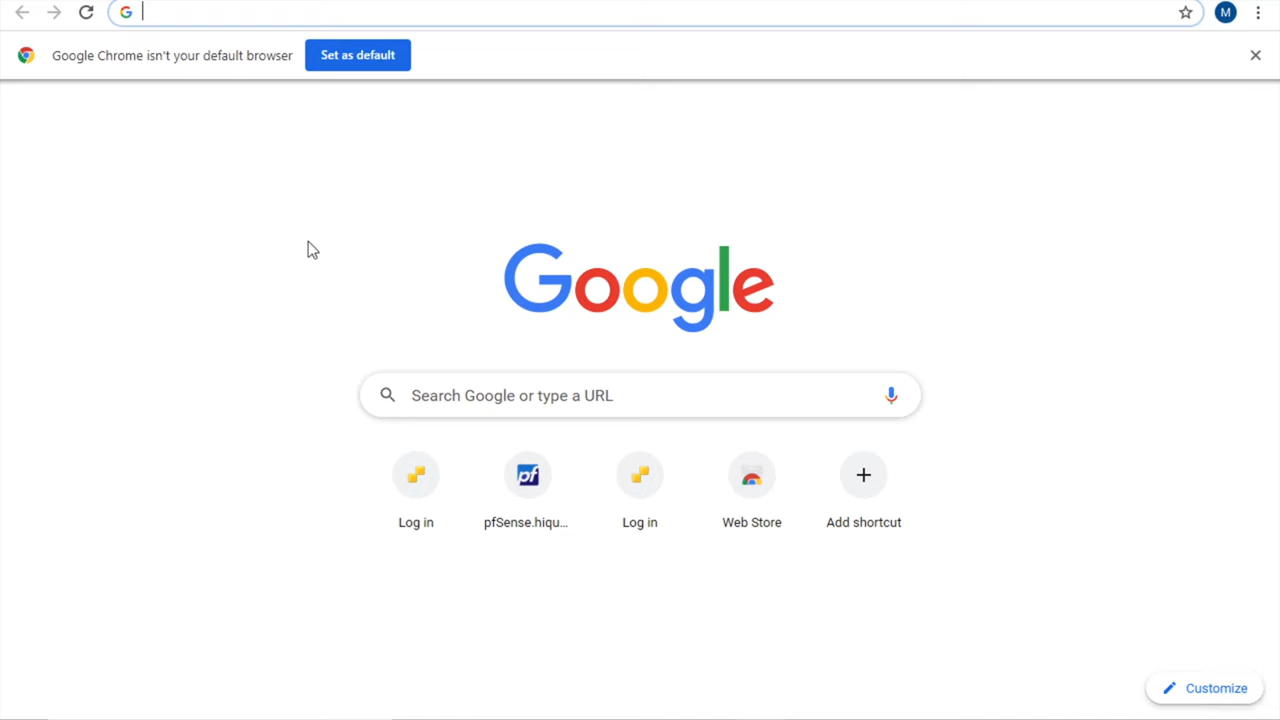 M
Google Chrome isn't your default browser Set as default
Google
Search Google or type a URL
pf
Log in pfSense.hiqu... Log in Web Store Add shortcut
Customize